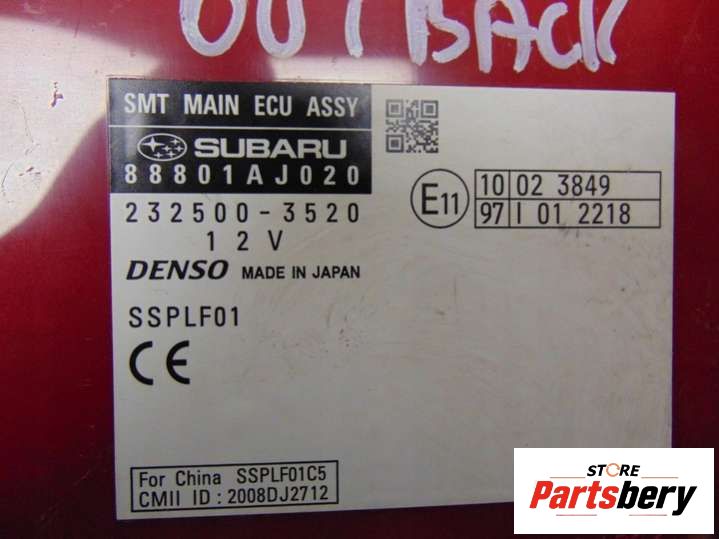 OUTBACK
SMT MAIN ECU ASSY
SUBARU
88801AJ020
232500-3520
12V
DENSO MADE IN JAPAN
SSPLF01
CE
E11
10 02 3849
97 I 01 2218
For China SSPLF01C5
CMII ID : 2008DJ2712
STORE
Partsbery